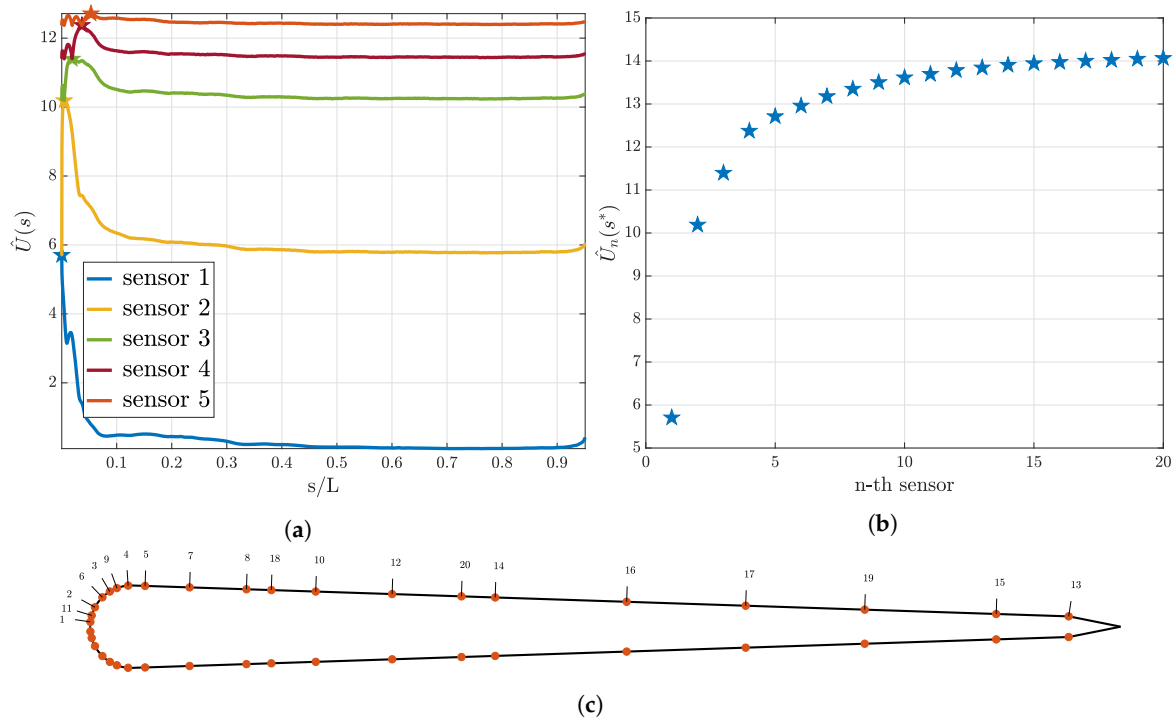 12
10
8
6
4
2
Û(s)
sensor 1
sensor 2
sensor 3
sensor 4
sensor 5
0.1 0.2 0.3 0.4 0.5 0.6 0.7 0.8 0.9
s/L
(a)
15
14
13
12
11
10
9
8
7
6
5
Ûₙ(s*)
0 5 10 15 20
n-th sensor
(b)
1
11
2
6
3
9
4
5
7
8
18
10
12
20
14
16
17
19
15
13
(c)